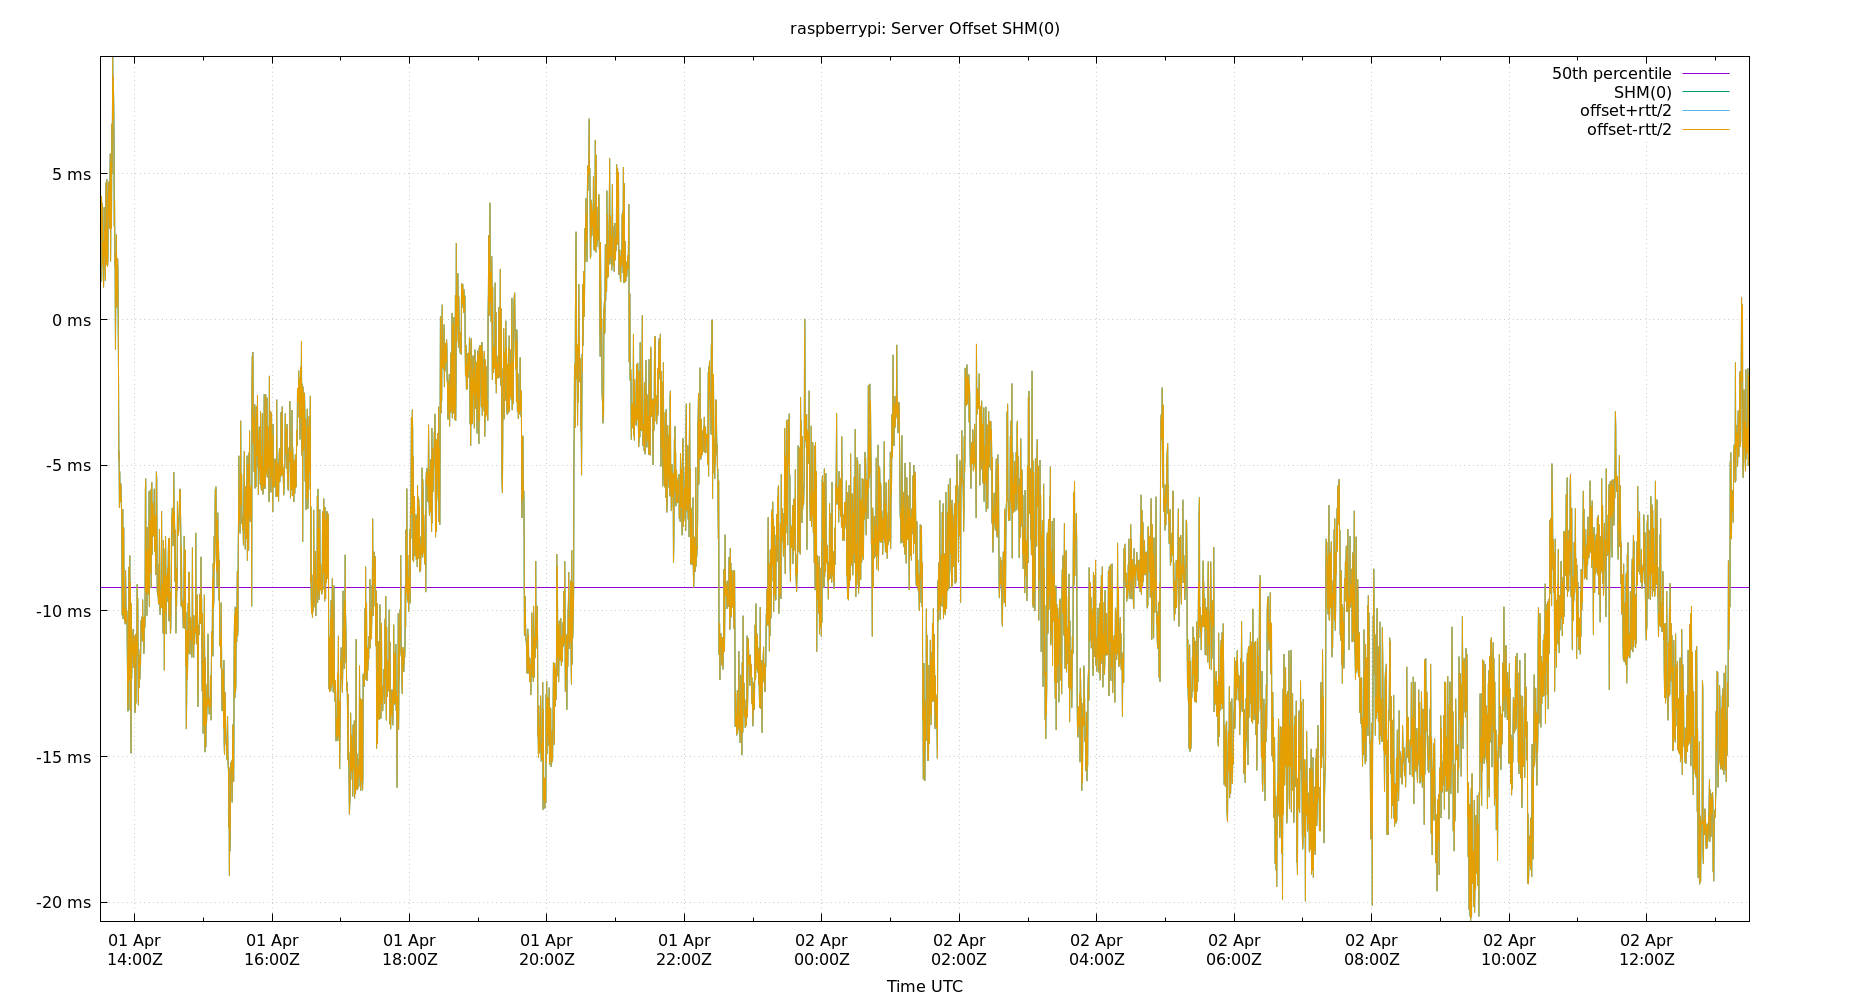 raspberrypi: Server Offset SHM(0)
50th percentile
SHM(0)
offset+rtt/2
offset-rtt/2
5 ms
0 ms
-5 ms
-10 ms
-15 ms
-20 ms
01 Apr 01 Apr 01 Apr 01 Apr 01 Apr 02 Apr 02 Apr 02 Apr 02 Apr 02 Apr 02 Apr 02 Apr
14:00Z 16:00Z 18:00Z 20:00Z 22:00Z 00:00Z 02:00Z 04:00Z 06:00Z 08:00Z 10:00Z 12:00Z
Time UTC